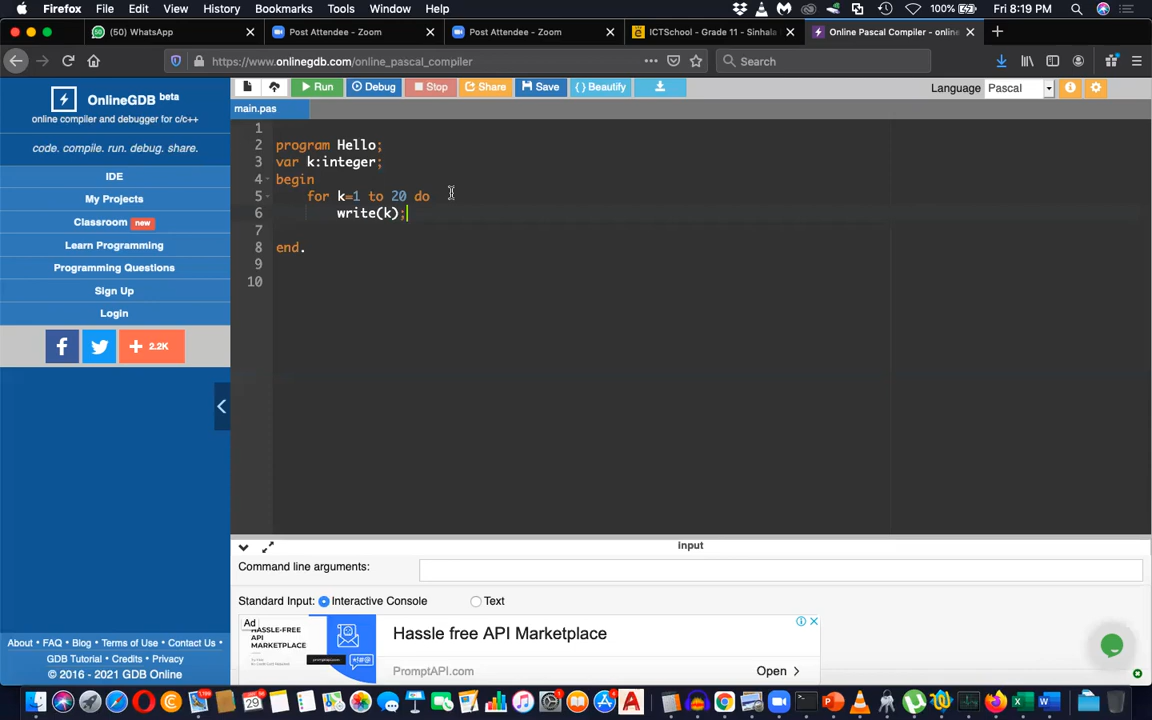 Firefox File Edit View History Bookmarks Tools Window Help 100% Fri 8:19 PM
(50) WhatsApp Post Attendee - Zoom Post Attendee - Zoom ICTSchool - Grade 11 - Sinhala Online Pascal Compiler - online
https://www.onlinegdb.com/online_pascal_compiler Search
OnlineGDB beta
online compiler and debugger for c/c++
code. compile. run. debug. share.
IDE
My Projects
Classroom new
Learn Programming
Programming Questions
Sign Up
Login
2.2K
About • FAQ • Blog • Terms of Use • Contact Us •
GDB Tutorial • Credits • Privacy
© 2016 - 2021 GDB Online
Run Debug Stop Share Save { } Beautify Language Pascal
main.pas
1
2 program Hello;
3 var k:integer;
4 begin
5 for k=1 to 20 do
6 write(k);
7
8 end.
9
10
input
Command line arguments:
Standard Input: Interactive Console Text
Ad
HASSLE-FREE
API
MARKETPLACE
Hassle free API Marketplace
PromptAPI.com Open